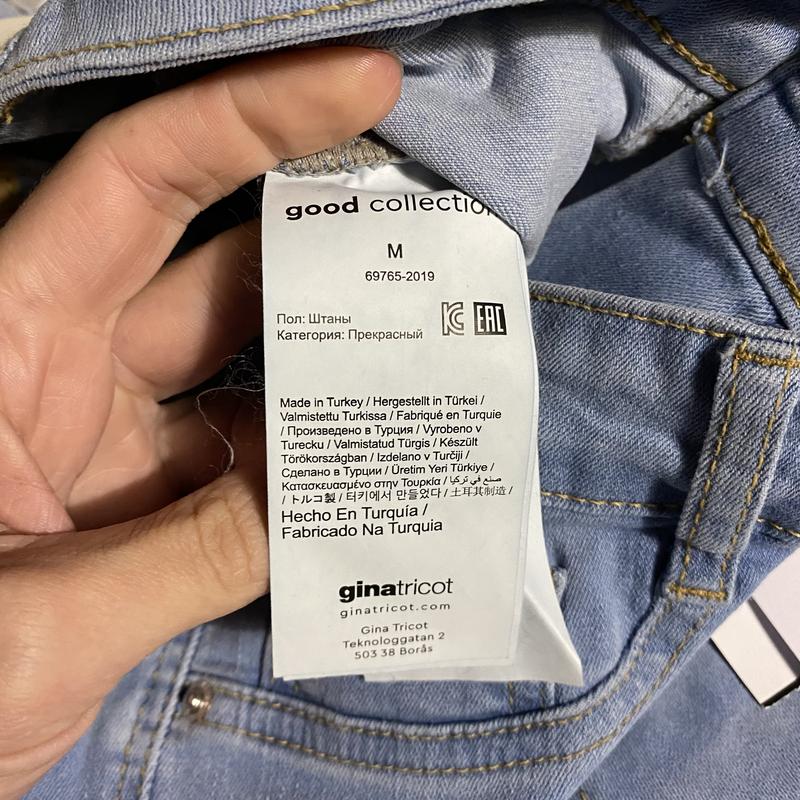 good collection
M
69765-2019
Пол: Штаны
Категория: Прекрасный
EAC
Made in Turkey / Hergestellt in Türkei /
Valmistettu Turkissa / Fabriqué en Turquie
/ Произведено в Турция / Vyrobeno v
Turecku / Valmistatud Türgis / Készült
Törökországban / Izdelano v Turčiji /
Сделано в Турции / Üretim Yeri Türkiye /
Κατασκευασμένο στην Τουρκία / صنع في تركيا
/ トルコ製 / 터키에서 만들었다 / 土耳其制造 /
Hecho En Turquía /
Fabricado Na Turquia
ginatricot
ginatricot.com
Gina Tricot
Teknologgatan 2
503 38 Borås